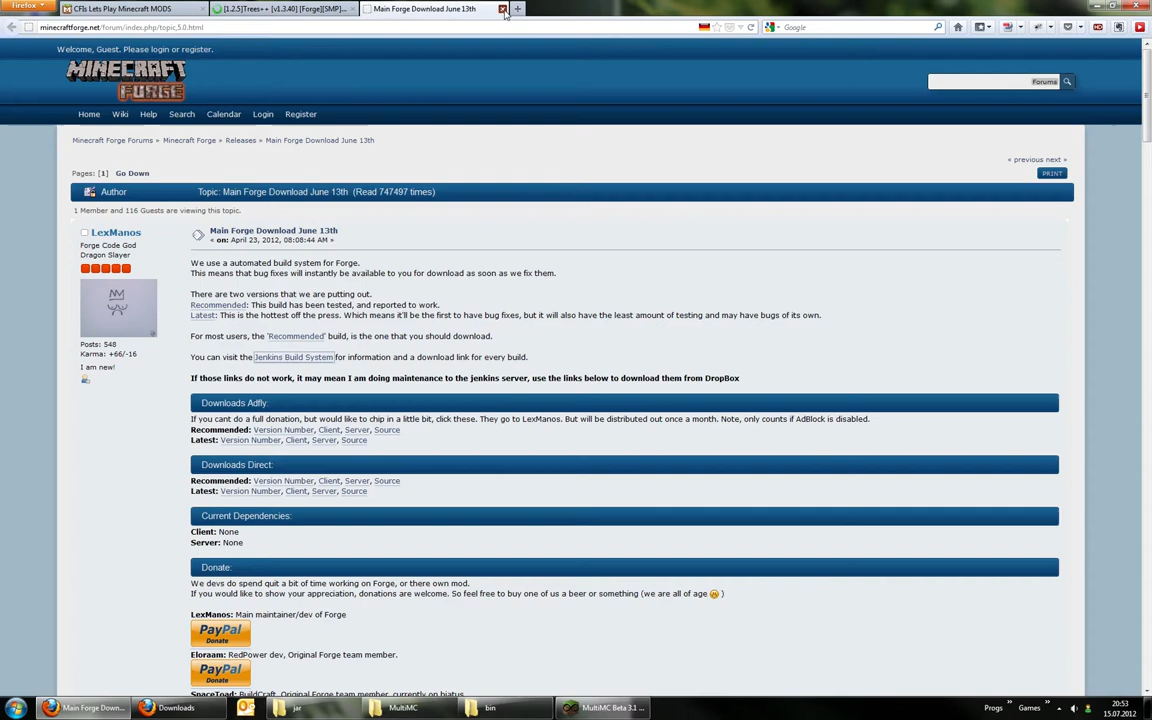 Firefox
CFIs Lets Play Minecraft MODS
[1.2.5]Trees++ [v1.3.40] [Forge][SMP]...
Main Forge Download June 13th
minecraftforge.net/forum/index.php/topic,5.0.html
Google
Welcome, Guest. Please login or register.
MINECRAFT
FORGE
Forums
Home Wiki Help Search Calendar Login Register
Minecraft Forge Forums » Minecraft Forge » Releases » Main Forge Download June 13th
« previous next »
Pages: [1] Go Down
PRINT
Author Topic: Main Forge Download June 13th (Read 747497 times)
1 Member and 116 Guests are viewing this topic.
LexManos
Forge Code God
Dragon Slayer
Posts: 548
Karma: +66/-16
I am new!
Main Forge Download June 13th
« on: April 23, 2012, 08:08:44 AM »
We use a automated build system for Forge.
This means that bug fixes will instantly be available to you for download as soon as we fix them.
There are two versions that we are putting out.
Recommended: This build has been tested, and reported to work.
Latest: This is the hottest off the press. Which means it'll be the first to have bug fixes, but it will also have the least amount of testing and may have bugs of its own.
For most users, the 'Recommended' build, is the one that you should download.
You can visit the Jenkins Build System for information and a download link for every build.
If those links do not work, it may mean I am doing maintenance to the jenkins server, use the links below to download them from DropBox
Downloads Adfly:
If you cant do a full donation, but would like to chip in a little bit, click these. They go to LexManos. But will be distributed out once a month. Note, only counts if AdBlock is disabled.
Recommended: Version Number, Client, Server, Source
Latest: Version Number, Client, Server, Source
Downloads Direct:
Recommended: Version Number, Client, Server, Source
Latest: Version Number, Client, Server, Source
Current Dependencies:
Client: None
Server: None
Donate:
We devs do spend quit a bit of time working on Forge, or there own mod.
If you would like to show your appreciation, donations are welcome. So feel free to buy one of us a beer or something (we are all of age )
LexManos: Main maintainer/dev of Forge
PayPal
Donate
Eloraam: RedPower dev, Original Forge team member.
PayPal
Donate
SpaceToad: BuildCraft, Original Forge team member, currently on hiatus
Main Forge Down...
Downloads
jar
MultiMC
bin
MultiMC Beta 3.1 ...
Progs
Games
20:53
15.07.2012